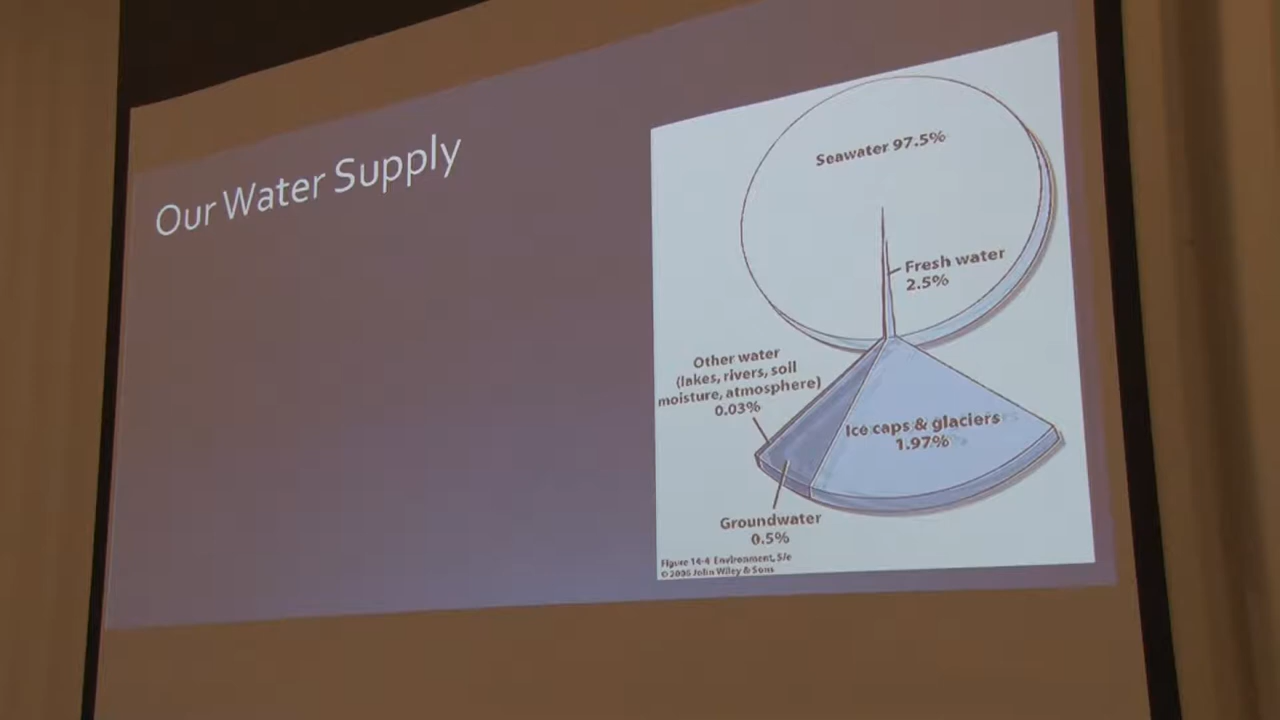 Our Water Supply
Seawater 97.5%
Fresh water
2.5%
Other water
(lakes, rivers, soil
moisture, atmosphere)
0.03%
Ice caps & glaciers
1.97%
Groundwater
0.5%
Figure 14-4 Environment, 5/e
© 2006 John Wiley & Sons